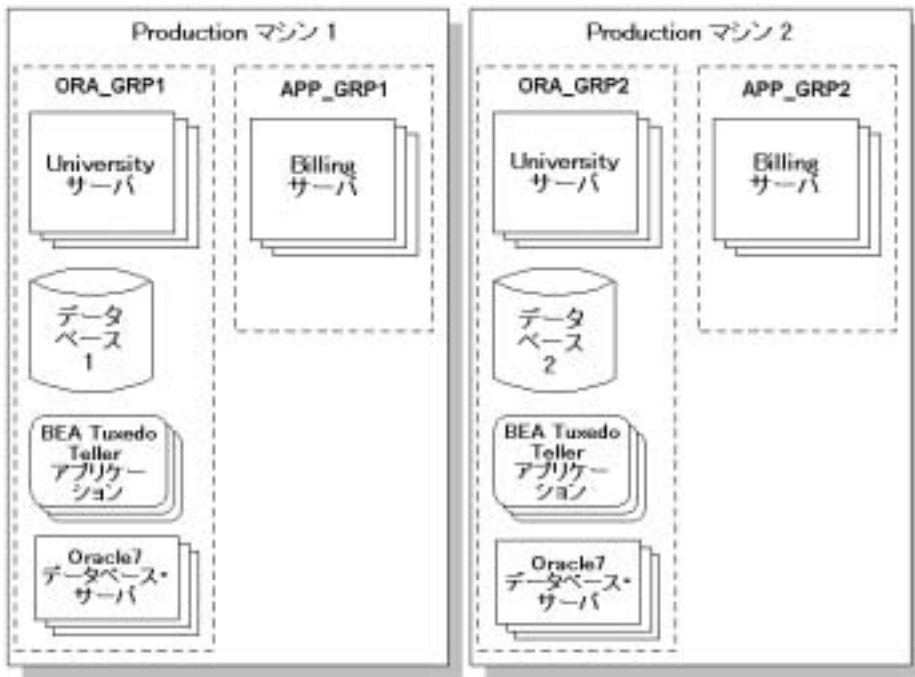 Production マシン 1
ORA_GRP1
University
サーバ
データ
ベース
1
BEA Tuxedo
Teller
アプリケー
ション
Oracle7
データベース・
サーバ
APP_GRP1
Billing
サーバ
Production マシン 2
ORA_GRP2
University
サーバ
データ
ベース
2
BEA Tuxedo
Teller
アプリケー
ション
Oracle7
データベース・
サーバ
APP_GRP2
Billing
サーバ